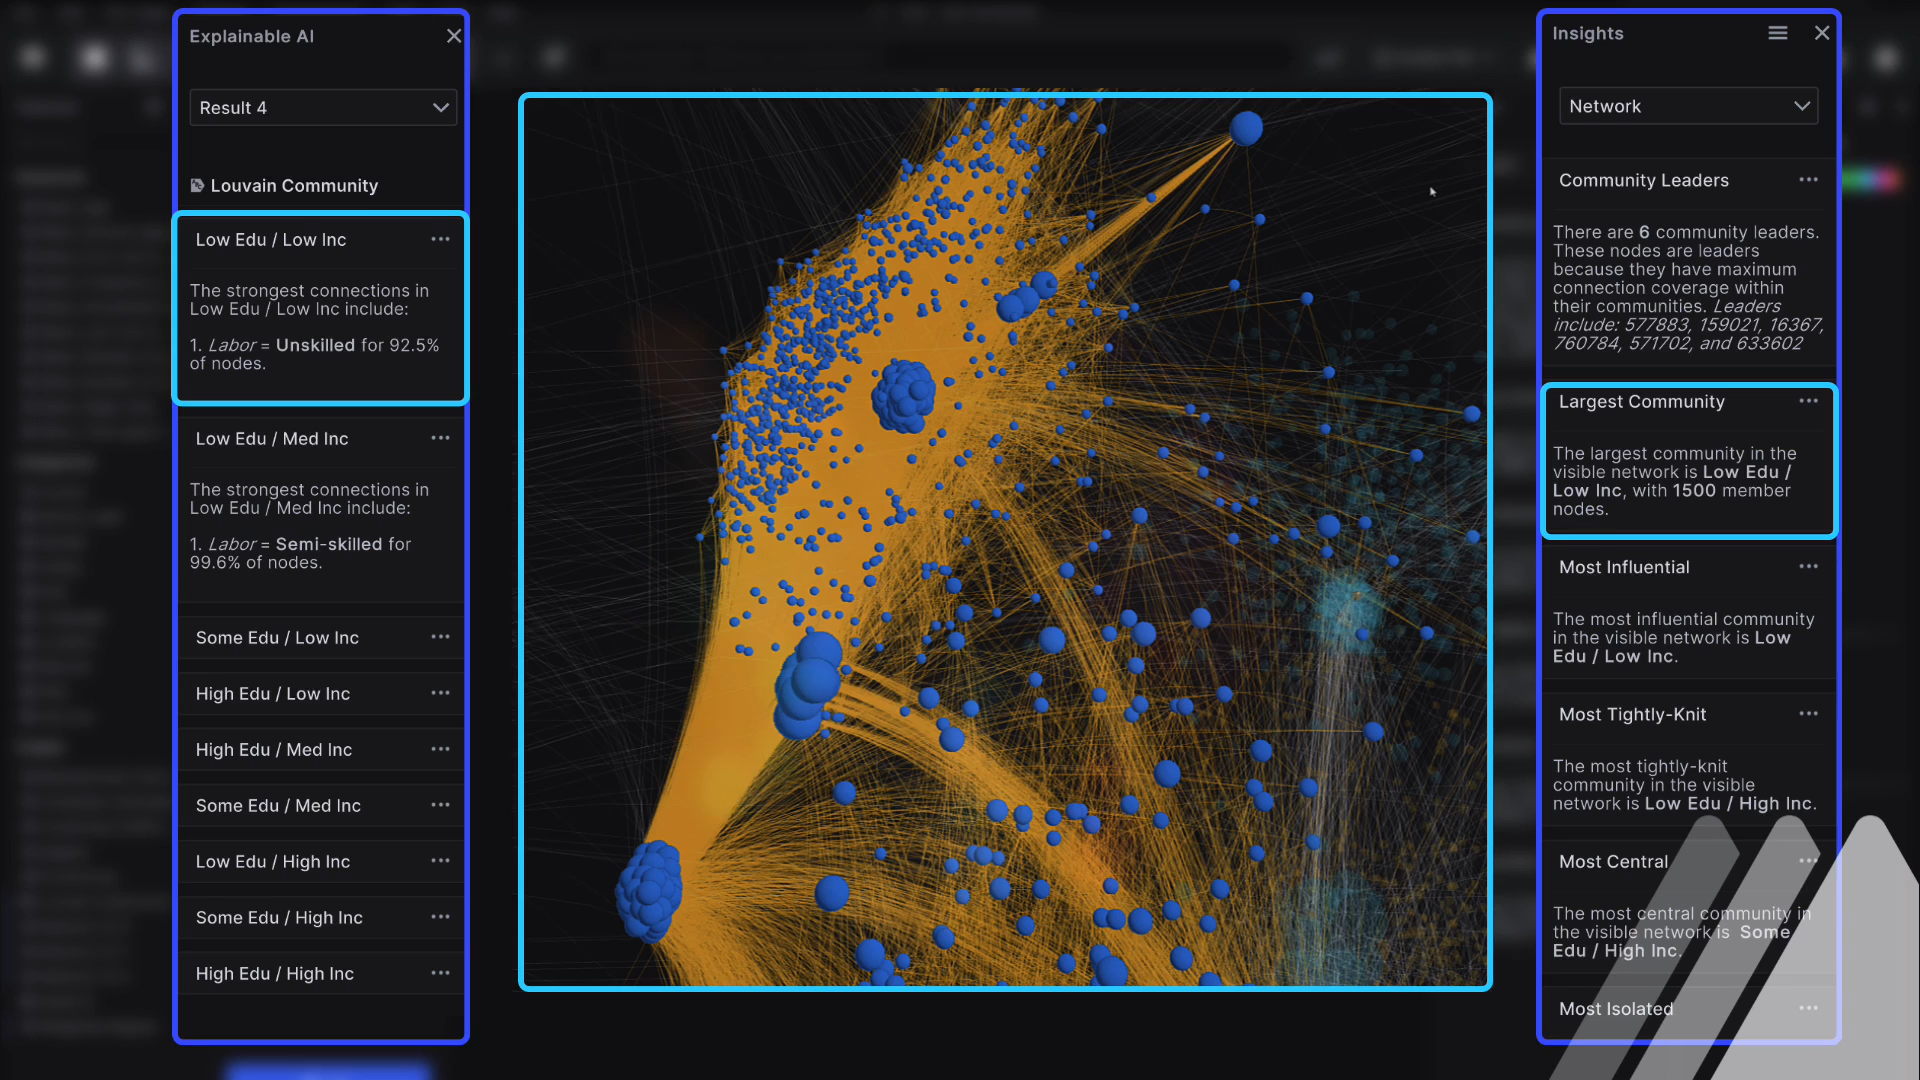 Explainable AI
Result 4
Louvain Community
Low Edu / Low Inc
The strongest connections in
Low Edu / Low Inc include:
1. Labor = Unskilled for 92.5%
of nodes.
Low Edu / Med Inc
The strongest connections in
Low Edu / Med Inc include:
1. Labor = Semi-skilled for
99.6% of nodes.
Some Edu / Low Inc
High Edu / Low Inc
High Edu / Med Inc
Some Edu / Med Inc
Low Edu / High Inc
Some Edu / High Inc
High Edu / High Inc
Insights
Network
Community Leaders
There are 6 community leaders.
These nodes are leaders
because they have maximum
connection coverage within
their communities. Leaders
include: 577883, 159021, 16367,
760784, 571702, and 633602
Largest Community
The largest community in the
visible network is Low Edu /
Low Inc, with 1500 member
nodes.
Most Influential
The most influential community
in the visible network is Low
Edu / Low Inc.
Most Tightly-Knit
The most tightly-knit
community in the visible
network is Low Edu / High Inc.
Most Central
The most central community in
the visible network is Some
Edu / High Inc.
Most Isolated